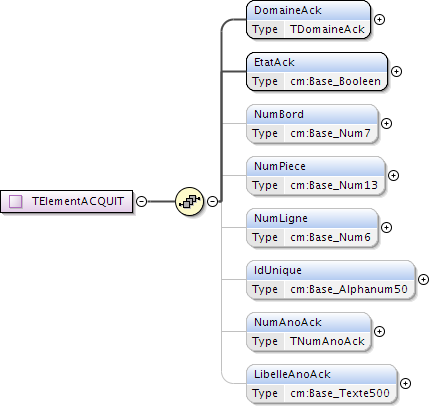 DomaineAck
Type TDomaineAck
EtatAck
Type cm:Base_Booleen
NumBord
Type cm:Base_Num7
NumPiece
Type cm:Base_Num13
TElementACQUIT
NumLigne
Type cm:Base_Num6
IdUnique
Type cm:Base_Alphanum50
NumAnoAck
Type TNumAnoAck
LibelleAnoAck
Type cm:Base_Texte500